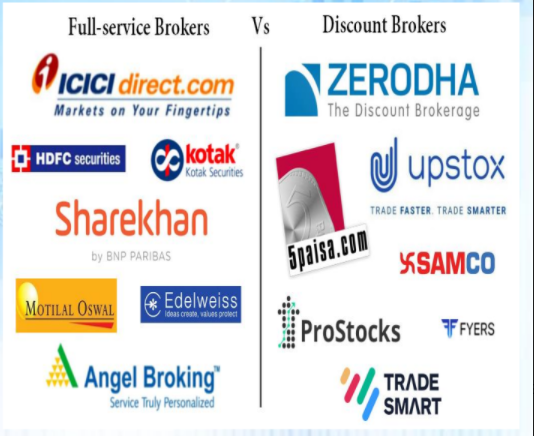 Full-service Brokers Vs Discount Brokers
ICICI direct.com
Markets on Your Fingertips
HDFC securities
kotak®
Kotak Securities
Sharekhan
by BNP PARIBAS
MOTILAL OSWAL
Edelweiss
Ideas create, values protect
Angel Broking™
Service Truly Personalized
ZERODHA
The Discount Brokerage
5paisa.com
upstox
TRADE FASTER. TRADE SMARTER
SAMCO
ProStocks
FYERS
TRADE
SMART